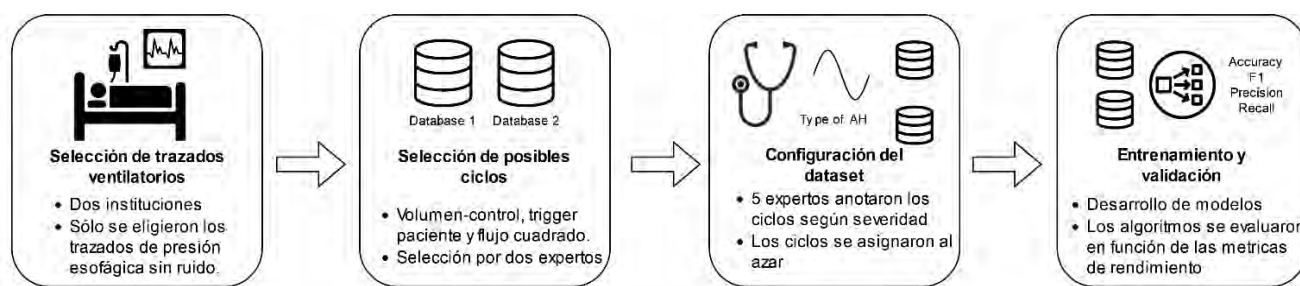 Selección de trazados
ventilatorios
• Dos instituciones
• Sólo se eligieron los
trazados de presión
esofágica sin ruido.
Database 1 Database 2
Selección de posibles
ciclos
• Volumen-control, trigger
paciente y flujo cuadrado.
• Selección por dos expertos
Type of AH
Configuración del
dataset
• 5 expertos anotaron los
ciclos según severidad
• Los ciclos se asignaron al
azar
Accuracy
F1
Precision
Recall
Entrenamiento y
validación
• Desarrollo de modelos
• Los algoritmos se evaluaron
en función de las metricas
de rendimiento